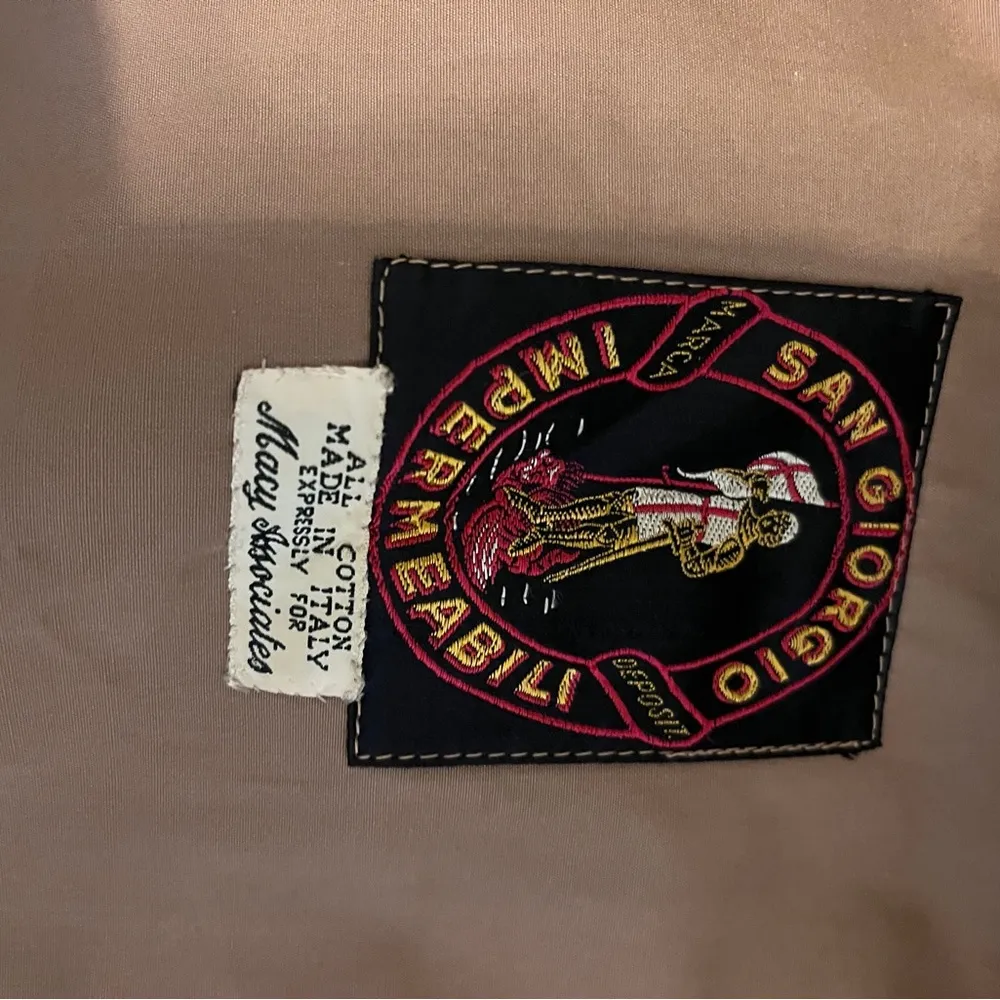 SAN GIORGIO
MARCA
DEPOSIT.
IMPERMEABILI
ALL COTTON
MADE IN ITALY
EXPRESSLY FOR
Macy Associates